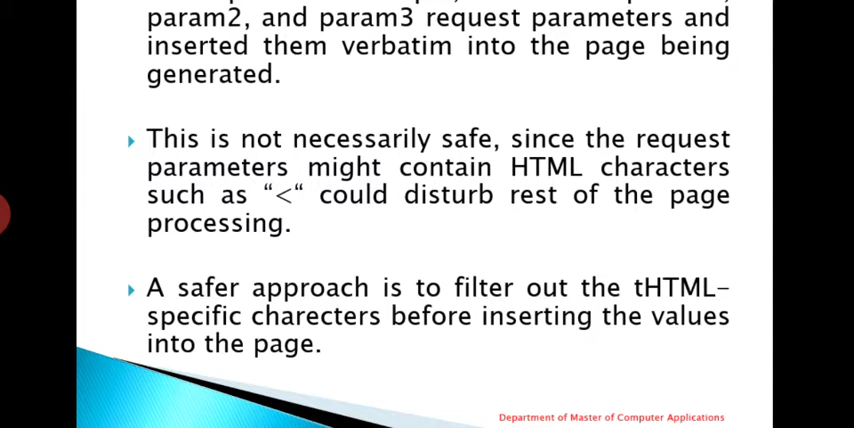 param2, and param3 request parameters and
inserted them verbatim into the page being
generated.
This is not necessarily safe, since the request
parameters might contain HTML characters
such as “<“ could disturb rest of the page
processing.
A safer approach is to filter out the tHTML-
specific charecters before inserting the values
into the page.
Department of Master of Computer Applications